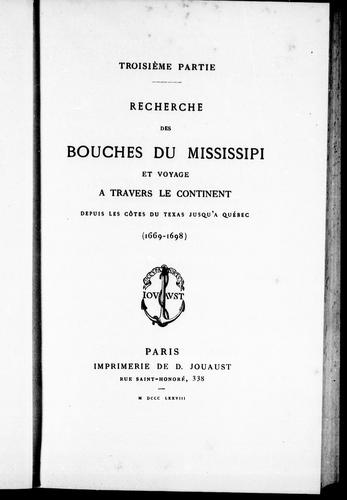 TROISIÈME PARTIE
RECHERCHE
DES
BOUCHES DU MISSISSIPI
ET VOYAGE
A TRAVERS LE CONTINENT
DEPUIS LES CÔTES DU TEXAS JUSQU'A QUÉBEC
(1669-1698)
IOVAVST
PARIS
IMPRIMERIE DE D. JOUAUST
RUE SAINT-HONORÉ, 338
M DCCC LXXVIII